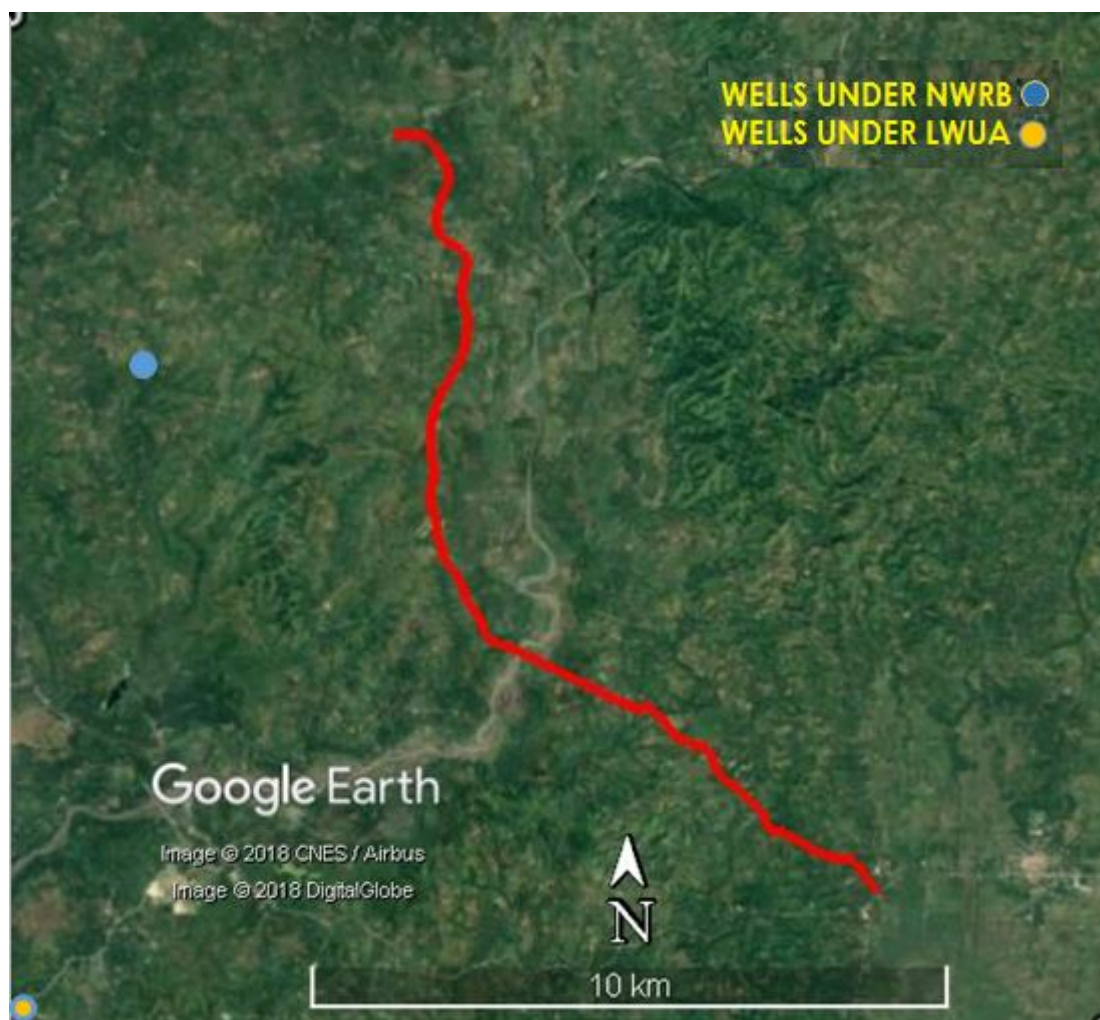 WELLS UNDER NWRB
WELLS UNDER LWUA
Google Earth
Image © 2018 CNES / Airbus
Image © 2018 DigitalGlobe
N
10 km